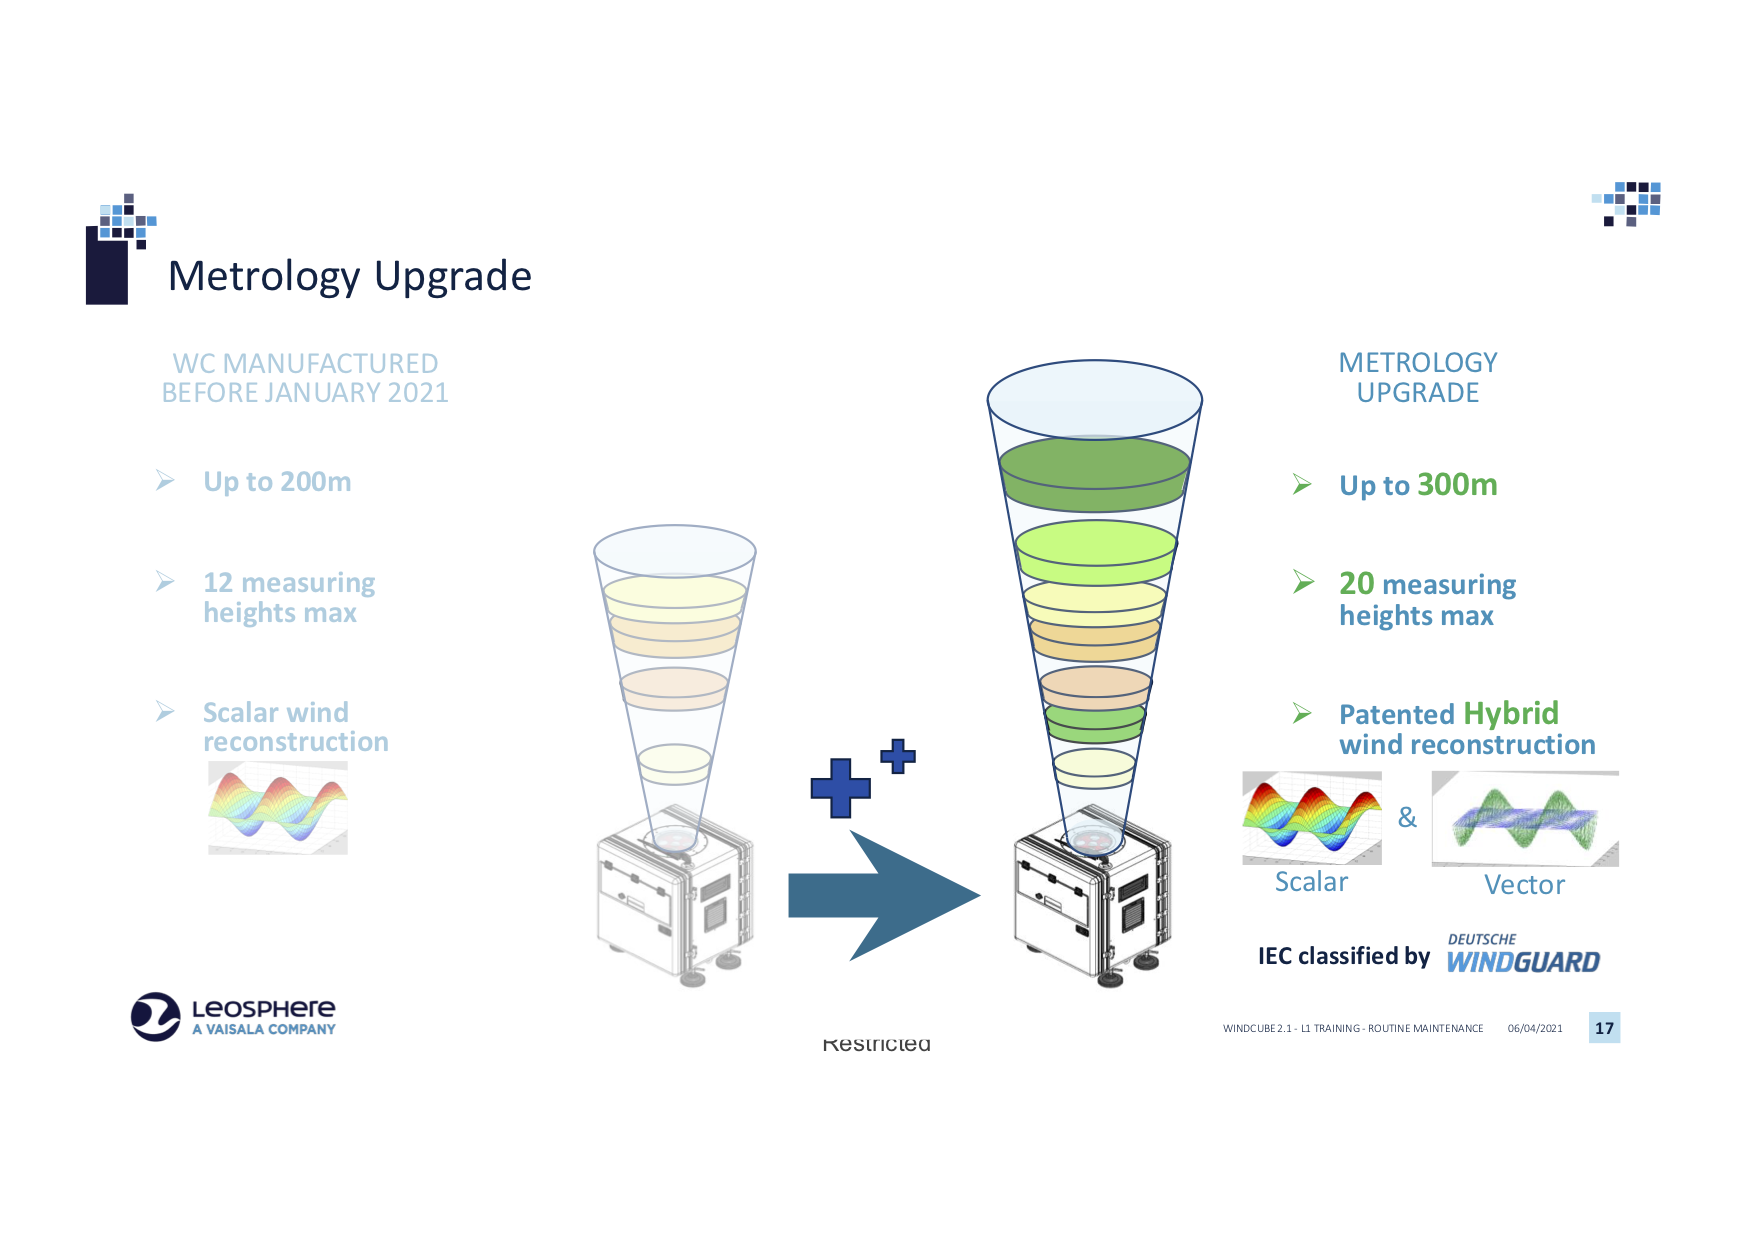 Metrology Upgrade
WC MANUFACTURED
BEFORE JANUARY 2021
Up to 200m
12 measuring
heights max
Scalar wind
reconstruction
METROLOGY
UPGRADE
Up to 300m
20 measuring
heights max
Patented Hybrid
wind reconstruction
&
Scalar
Vector
IEC classified by
DEUTSCHE
WINDGUARD
LEOSPHERE
A VAISALA COMPANY
Restricted
WINDCUBE 2.1 - L1 TRAINING - ROUTINE MAINTENANCE 06/04/2021 17